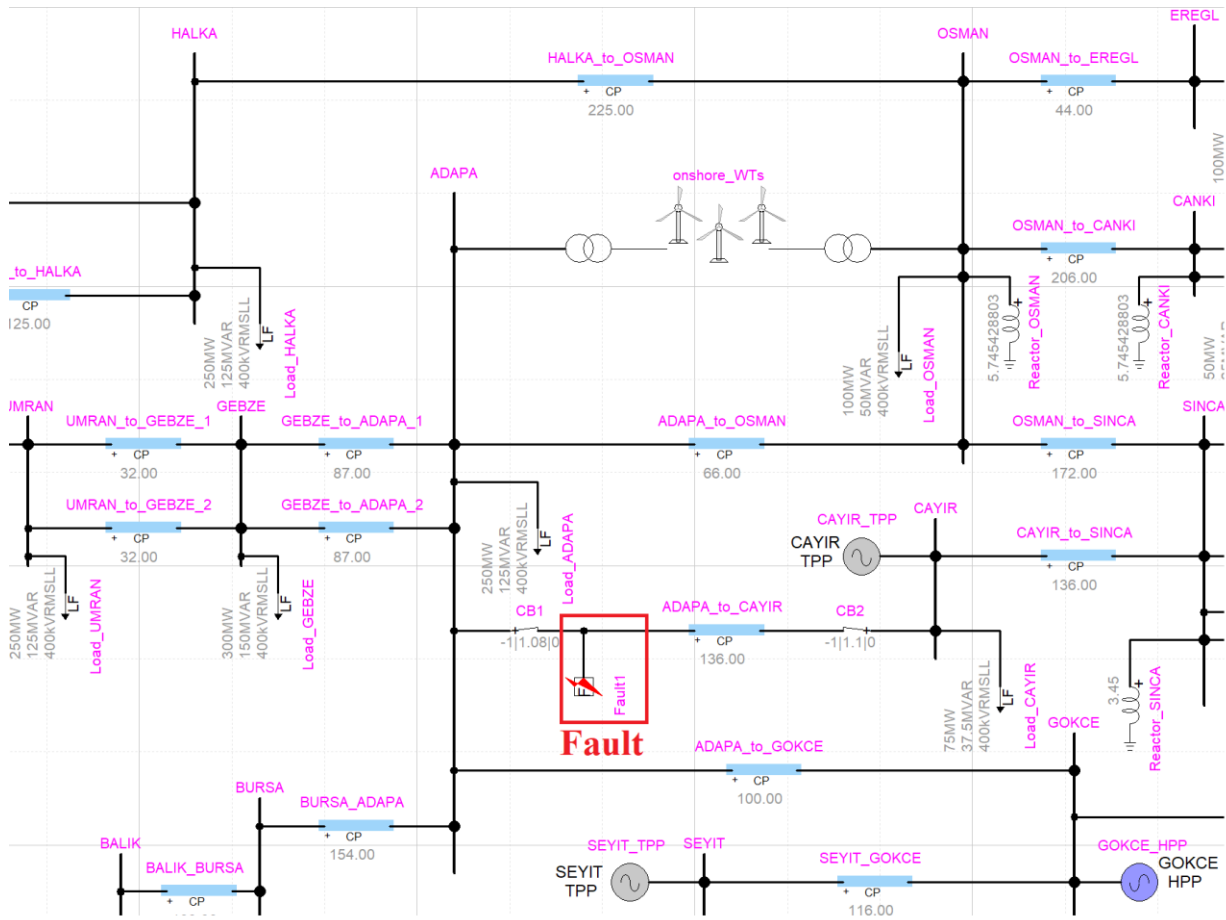 HALKA
OSMAN
EREGL
HALKA_to_OSMAN
+ CP
225.00
OSMAN_to_EREGL
+ CP
44.00
100MW
ADAPA
onshore_WTs
CANKI
OSMAN_to_CANKI
+ CP
206.00
_to_HALKA
CP
125.00
LF
250MW
125MVAR
400kVRMSLL
Load_HALKA
LF
100MW
50MVAR
400kVRMSLL
Load_OSMAN
+
5.745428803
Reactor_OSMAN
+
5.745428803
Reactor_CANKI
50MW
UMRAN
UMRAN_to_GEBZE_1
+ CP
32.00
GEBZE
GEBZE_to_ADAPA_1
+ CP
87.00
ADAPA_to_OSMAN
+ CP
66.00
OSMAN_to_SINCA
+ CP
172.00
SINCA
UMRAN_to_GEBZE_2
+ CP
32.00
GEBZE_to_ADAPA_2
+ CP
87.00
LF
250MW
125MVAR
400kVRMSLL
Load_ADAPA
CAYIR_TPP
CAYIR
TPP
CAYIR
CAYIR_to_SINCA
+ CP
136.00
LF
250MW
125MVAR
400kVRMSLL
Load_UMRAN
LF
300MW
150MVAR
400kVRMSLL
Load_GEBZE
CB1
+
-1|1.08|0
F
Fault1
Fault
ADAPA_to_CAYIR
+ CP
136.00
CB2
+
-1|1.1|0
LF
75MW
37.5MVAR
400kVRMSLL
Load_CAYIR
+
3.45
Reactor_SINCA
GOKCE
ADAPA_to_GOKCE
+ CP
100.00
BURSA
BURSA_ADAPA
+ CP
154.00
BALIK
BALIK_BURSA
+ CP
SEYIT_TPP
SEYIT
TPP
SEYIT
SEYIT_GOKCE
+ CP
116.00
GOKCE_HPP
GOKCE
HPP